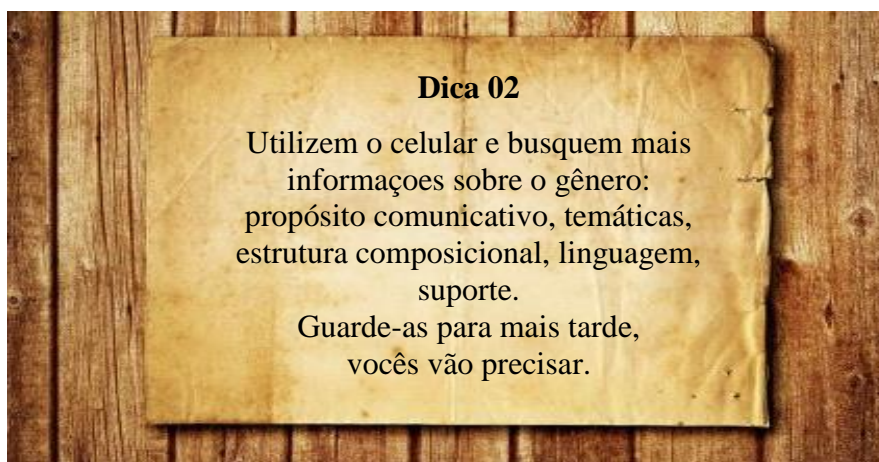 Dica 02
Utilizem o celular e busquem mais
informaçoes sobre o gênero:
propósito comunicativo, temáticas,
estrutura composicional, linguagem,
suporte.
Guarde-as para mais tarde,
vocês vão precisar.